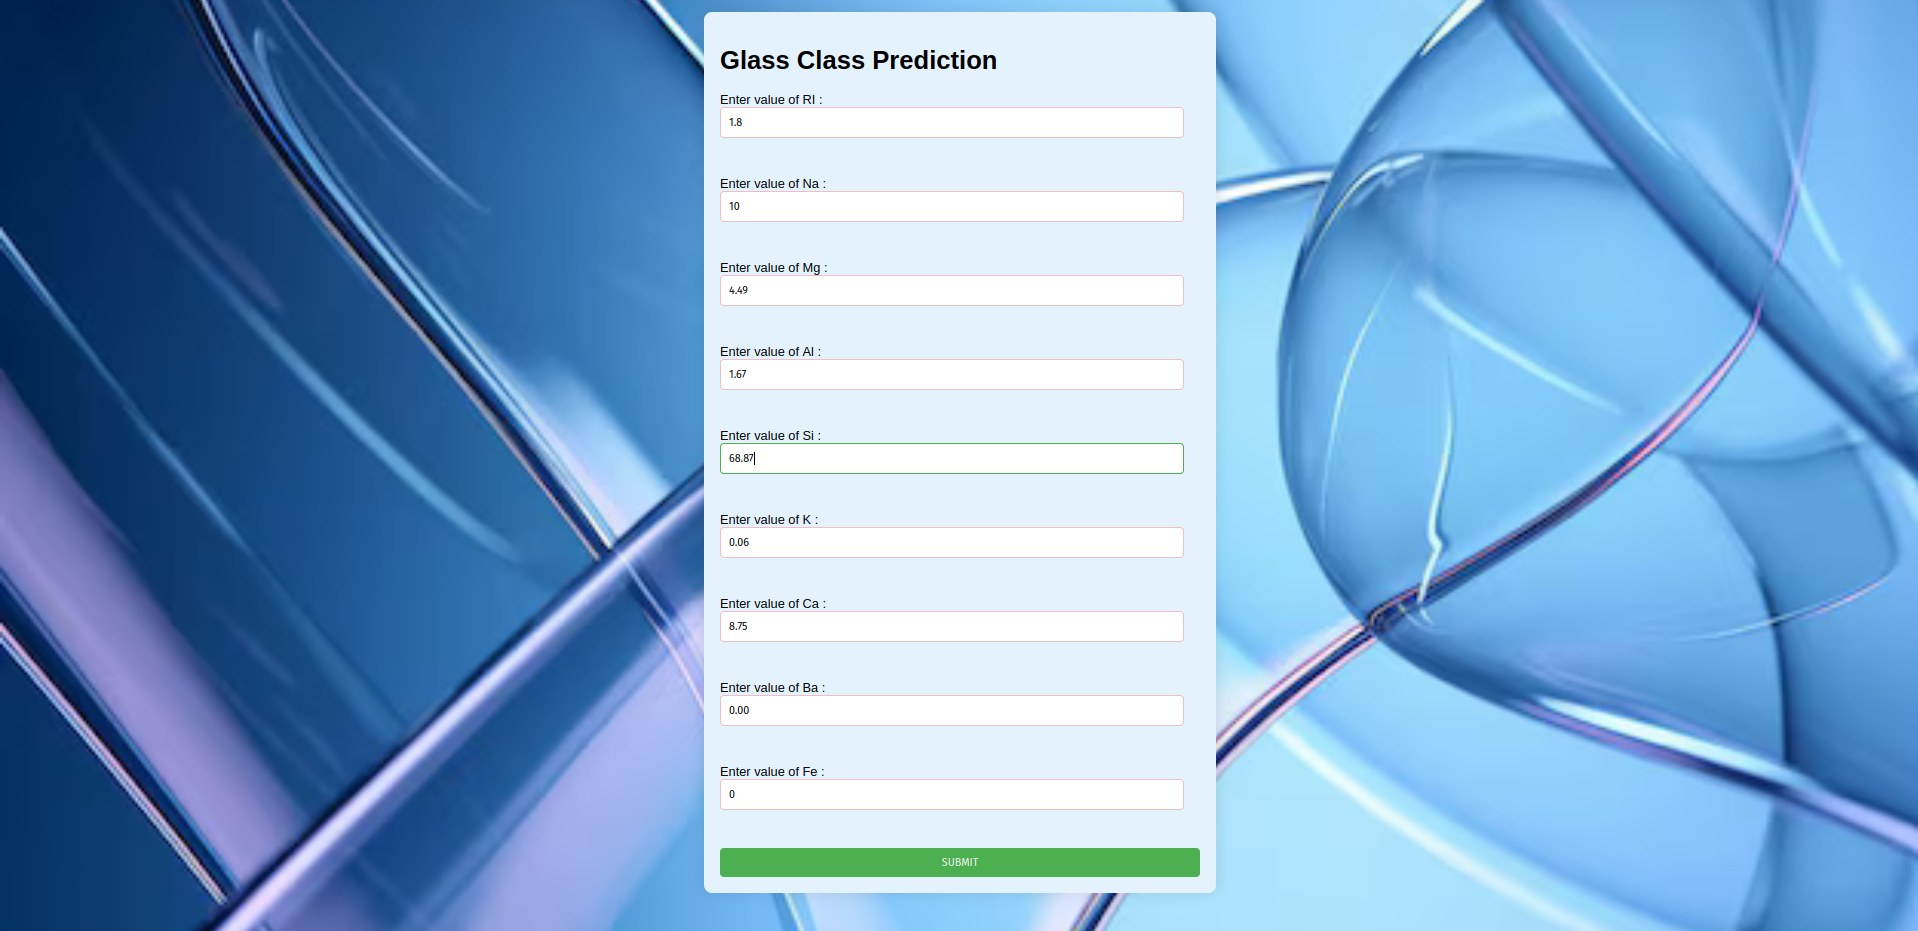 Glass Class Prediction
Enter value of RI :
1.8
Enter value of Na :
10
Enter value of Mg :
4.49
Enter value of Al :
1.67
Enter value of Si :
68.87
Enter value of K :
0.06
Enter value of Ca :
8.75
Enter value of Ba :
0.00
Enter value of Fe :
0
SUBMIT